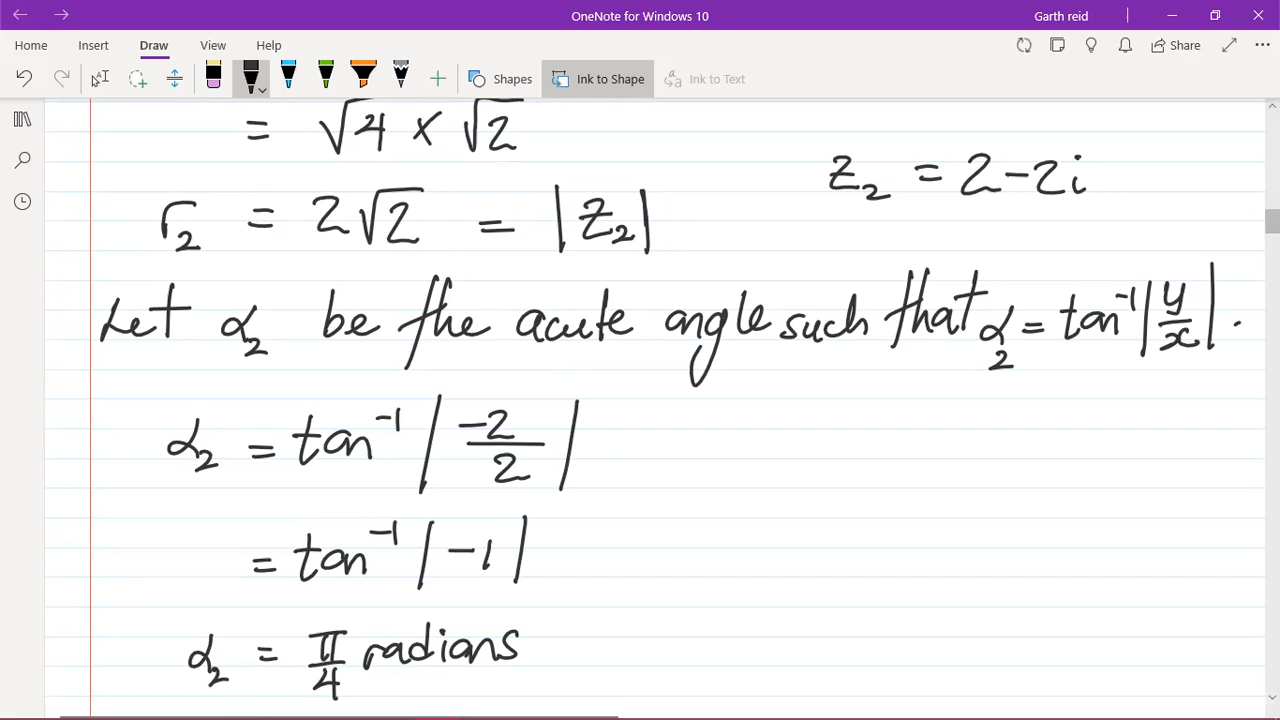 OneNote for Windows 10
Garth reid
Home Insert Draw View Help
Share
Shapes Ink to Shape Ink to Text
= √4 × √2
z₂ = 2 - 2i
r₂ = 2√2 = |z₂|
Let α₂ be the acute angle such that α₂ = tan⁻¹|y/x|.
α₂ = tan⁻¹|-2/2|
= tan⁻¹|-1|
α₂ = π/4 radians